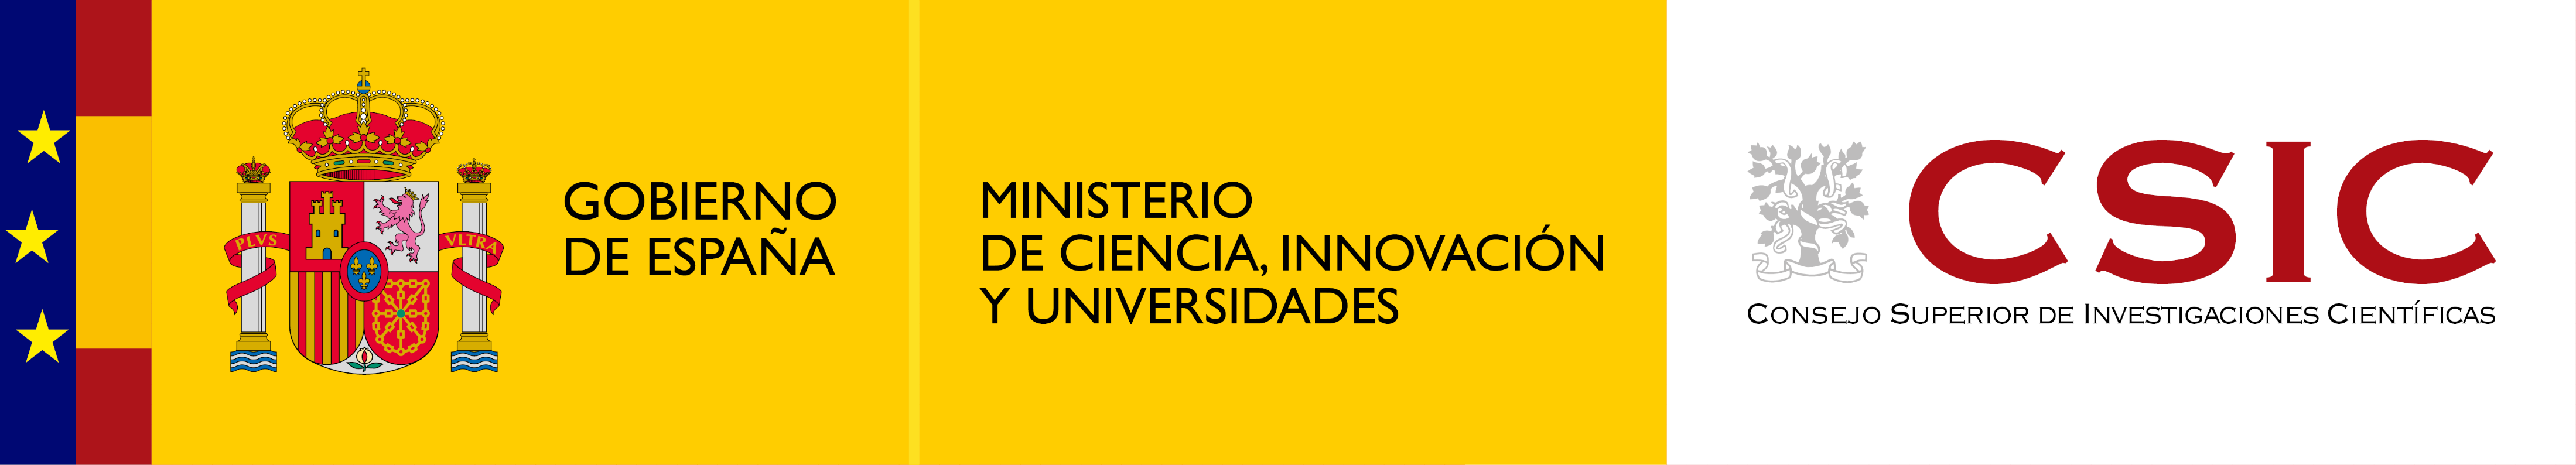 PLVS VLTRA
GOBIERNO
DE ESPAÑA
MINISTERIO
DE CIENCIA, INNOVACIÓN
Y UNIVERSIDADES
CSIC
CONSEJO SUPERIOR DE INVESTIGACIONES CIENTÍFICAS